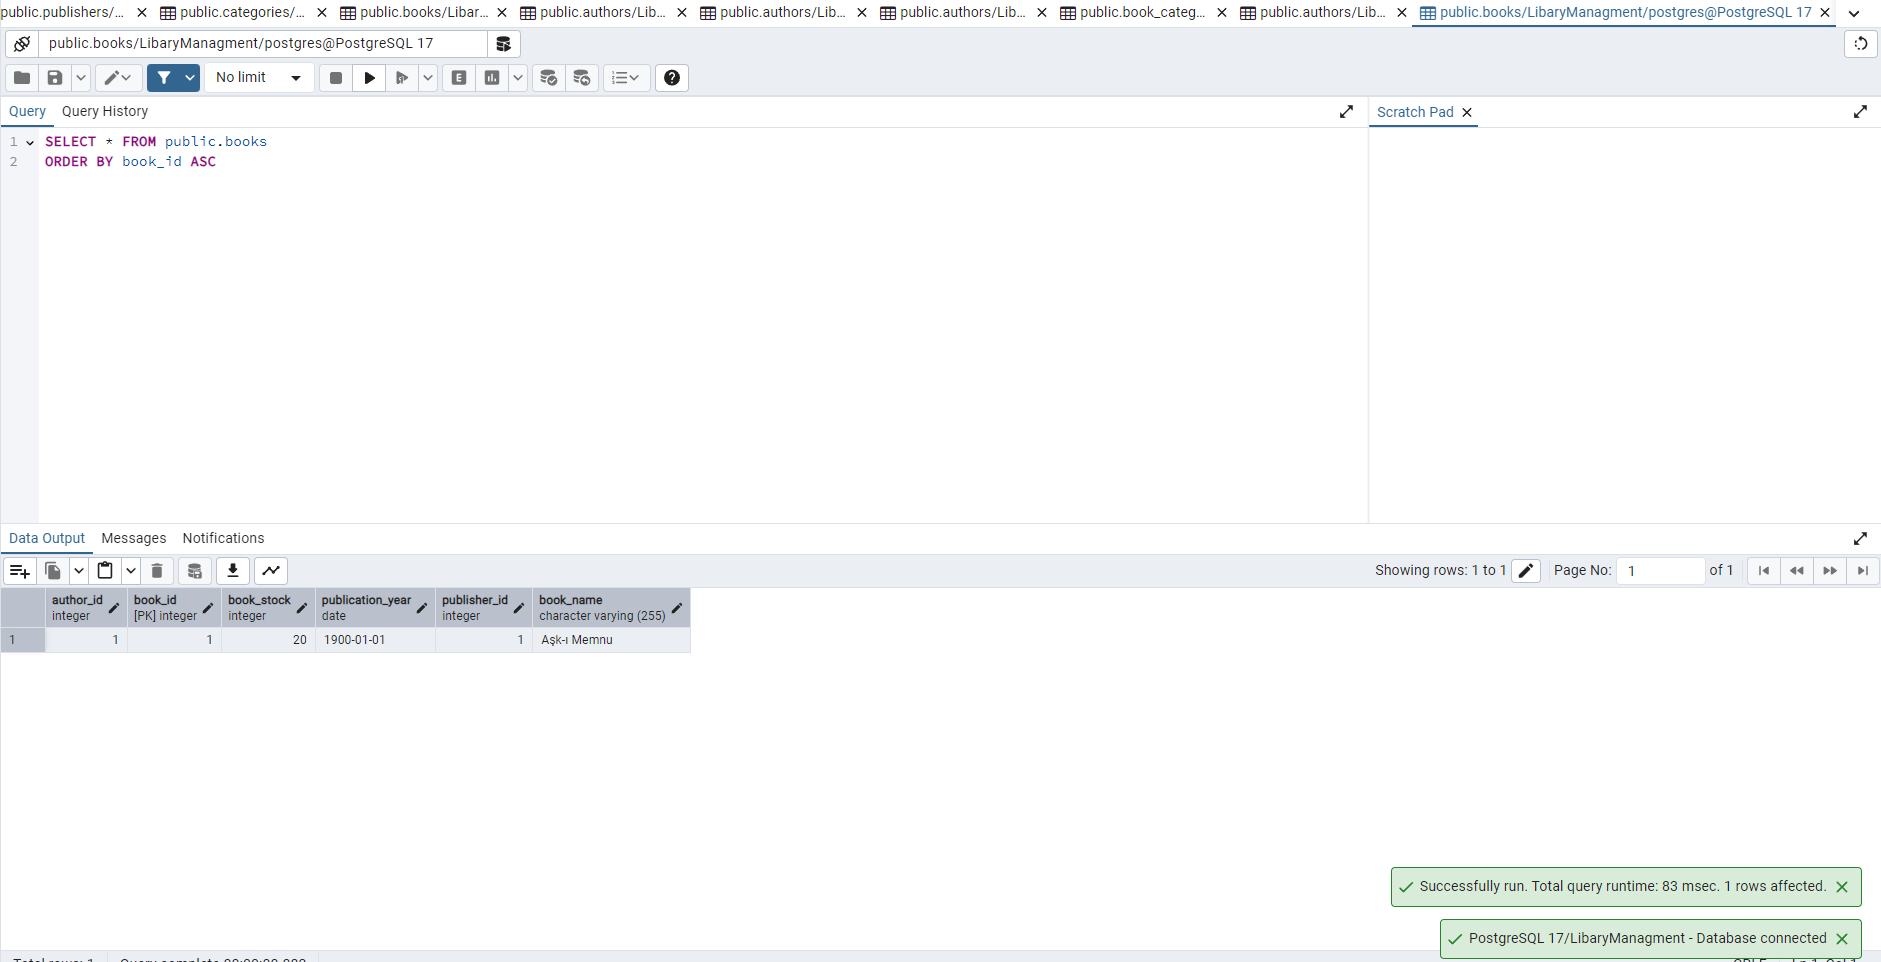 public.publishers/... public.categories/... public.books/Libar... public.authors/Lib... public.authors/Lib... public.authors/Lib... public.book_categ... public.authors/Lib... public.books/LibaryManagment/postgres@PostgreSQL 17
public.books/LibaryManagment/postgres@PostgreSQL 17
No limit E ?
Query Query History Scratch Pad
1 SELECT * FROM public.books
2 ORDER BY book_id ASC
Data Output Messages Notifications
Showing rows: 1 to 1 Page No: 1 of 1
author_id book_id book_stock publication_year publisher_id book_name
integer [PK] integer integer date integer character varying (255)
1 1 1 20 1900-01-01 1 Aşk-ı Memnu
Successfully run. Total query runtime: 83 msec. 1 rows affected.
PostgreSQL 17/LibaryManagment - Database connected
Total rows: 1 Query complete